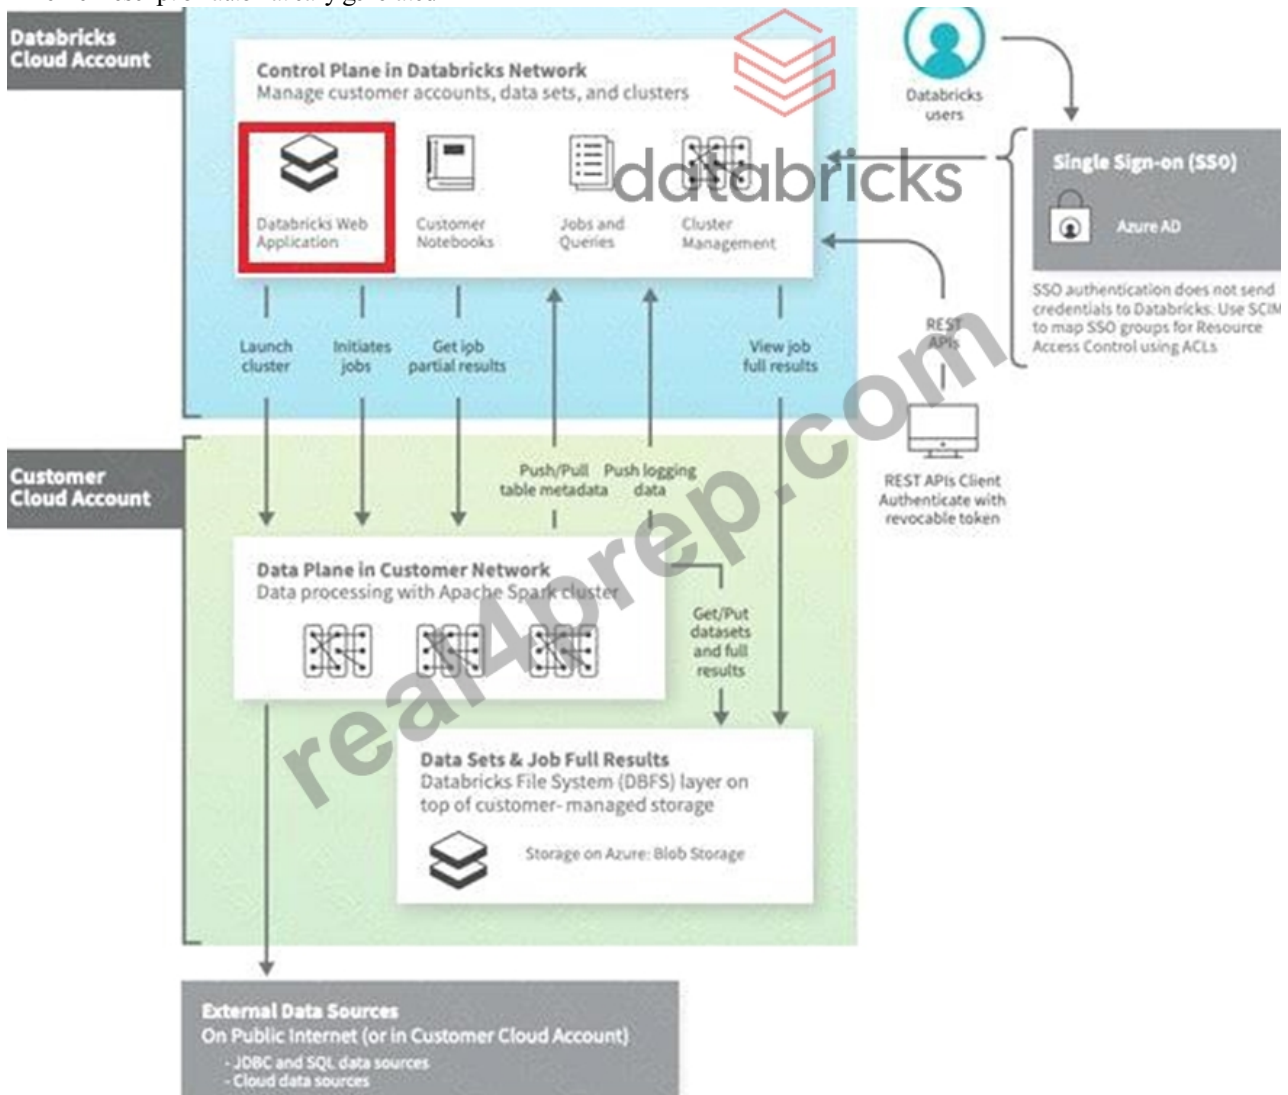 Databricks
Cloud Account
Control Plane in Databricks Network
Manage customer accounts, data sets, and clusters
Databricks Web
Application
Customer
Notebooks
Jobs and
Queries
Cluster
Management
databricks
Databricks
users
Single Sign-on (SSO)
Azure AD
SSO authentication does not send
credentials to Databricks. Use SCIM
to map SSO groups for Resource
Access Control using ACLs
Launch
cluster
Initiates
jobs
Get job
partial results
View job
full results
REST
APIs
REST APIs Client
Authenticate with
revocable token
Customer
Cloud Account
Push/Pull
table metadata
Push logging
data
Data Plane in Customer Network
Data processing with Apache Spark cluster
Get/Put
datasets
and full
results
Data Sets & Job Full Results
Databricks File System (DBFS) layer on
top of customer- managed storage
Storage on Azure: Blob Storage
External Data Sources
On Public Internet (or in Customer Cloud Account)
- JDBC and SQL data sources
- Cloud data sources
real4prep.com